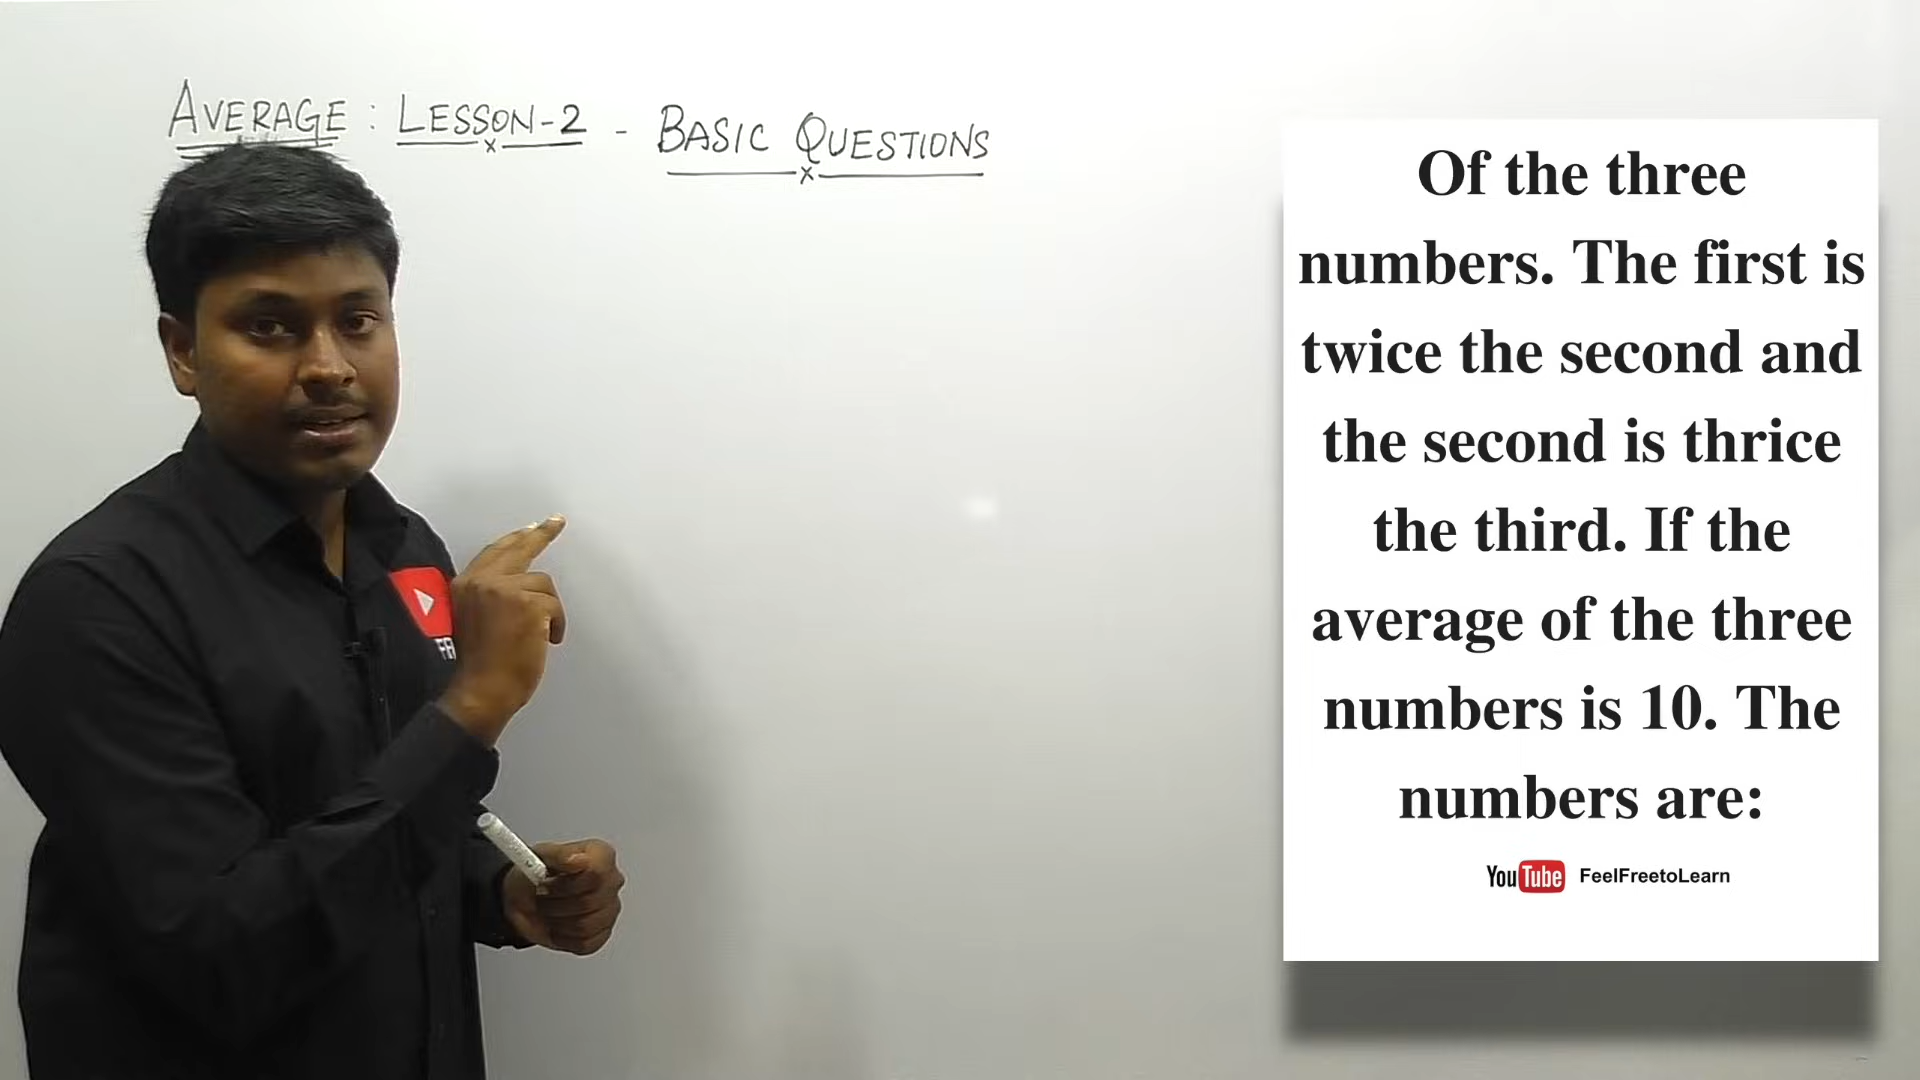 AVERAGE : LESSON-2 - BASIC QUESTIONS
Of the three
numbers. The first is
twice the second and
the second is thrice
the third. If the
average of the three
numbers is 10. The
numbers are:
YouTube FeelFreetoLearn